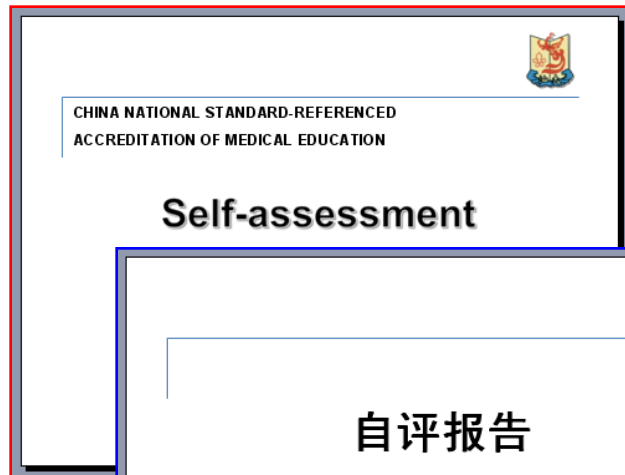 CHINA NATIONAL STANDARD-REFERENCED
ACCREDITATION OF MEDICAL EDUCATION
Self-assessment
自评报告